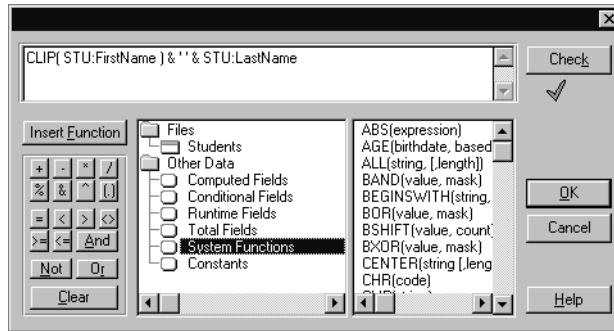 CLIP( STU:FirstName ) & ' ' & STU:LastName
Check
Insert Function
+ - * /
% & ^ (.)
= < > <>
>= <= And
Not Or
Clear
Files
Students
Other Data
Computed Fields
Conditional Fields
Runtime Fields
Total Fields
System Functions
Constants
ABS(expression)
AGE(birthdate, based
ALL(string, [,length])
BAND(value, mask)
BEGINSWITH(string,
BOR(value, mask)
BSHIFT(value, count)
BXOR(value, mask)
CENTER(string [,leng
CHR(code)
OK
Cancel
Help